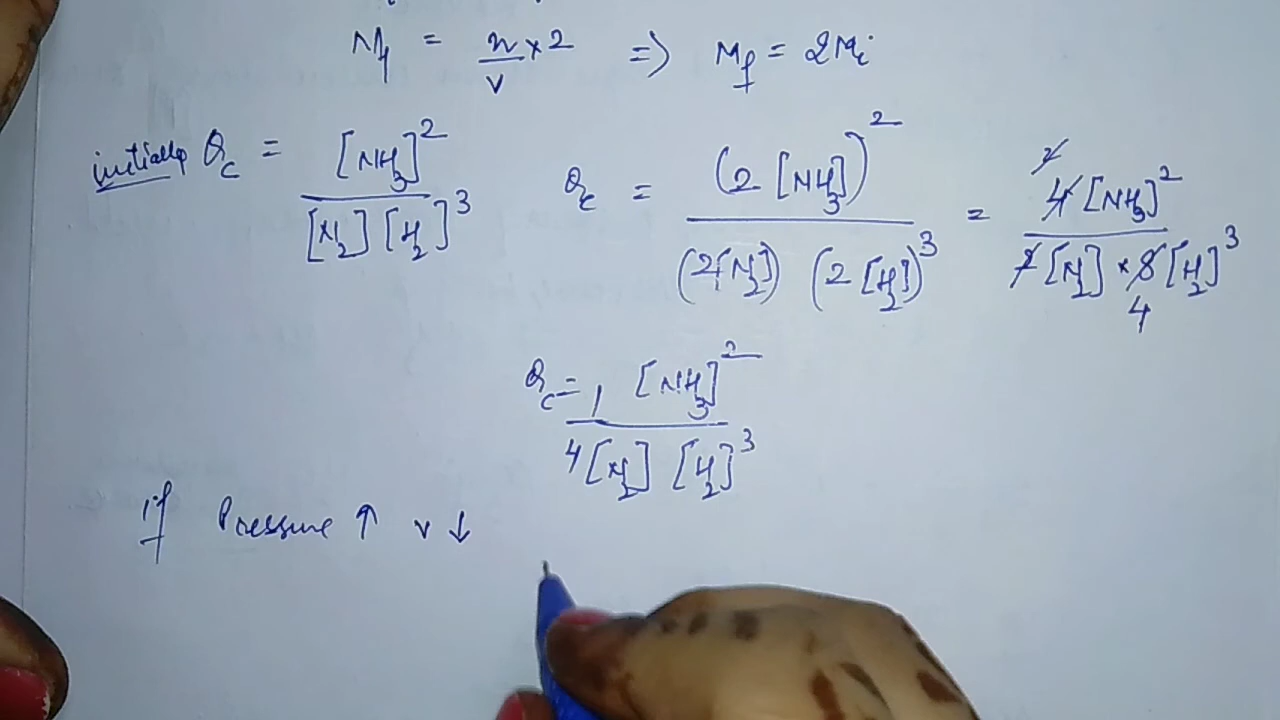 M_f = n/v × 2 ⇒ M_f = 2M_i
initially Q_c = [NH_3]^2 / [N_2] [H_2]^3
Q_c = (2 [NH_3])^2 / (2[N_2]) (2 [H_2])^3 = 4 [NH_3]^2 / 2 [N_2] × 8 [H_2]^3
4
Q_c = 1 [NH_3]^2 / 4 [N_2] [H_2]^3
if Pressure ↑ v ↓